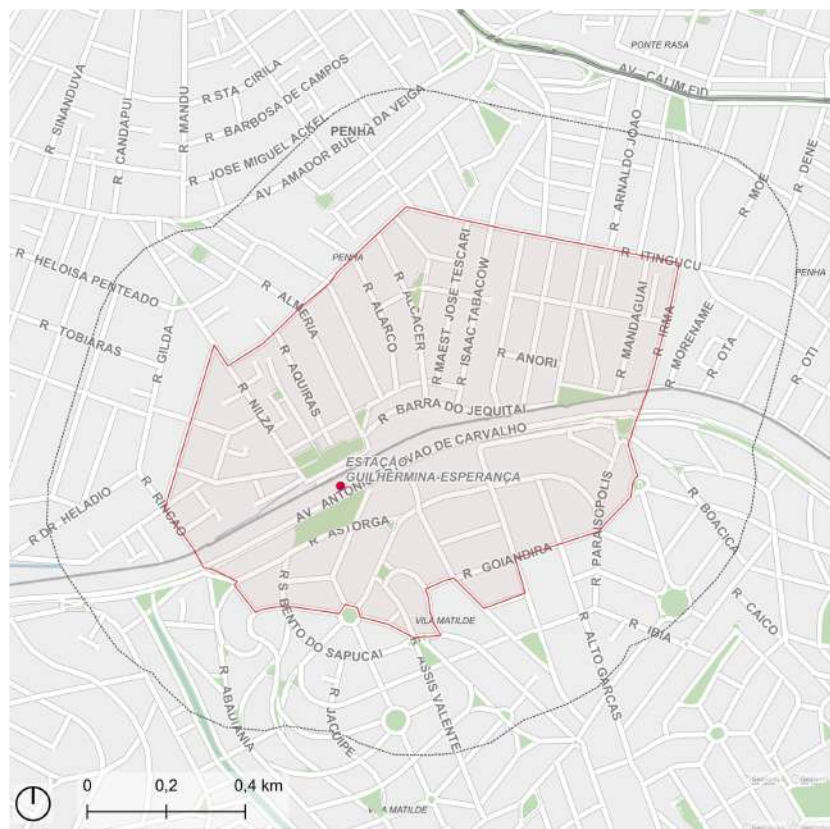 PONTE RASA
AV CALIM EID
R SINANDUVA
R CANDAPUI
R MANDU
R STA CIRILA
R BARBOSA DE CAMPOS
R JOSE MIGUEL ACKEL
PENHA
AV AMADOR BUENO DA VEIGA
R ARNALDO JOAO
R MOE
R DENE
R HELOISA PENTEADO
PENHA
R ITINGUCU
PENHA
R ALMERIA
R ALARCO
R ALCACER
R MAEST. JOSE TESCARI
R ISAAC TABACOW
R MANDAGUAI
R IRMA
R MORENAME
R OTA
R OTI
R TOBIARAS
R GILDA
R NILZA
R AQUIRAS
R ANORI
R BARRA DO JEQUITAI
ESTAÇÃO
GUILHERMINA-ESPERANÇA
R DR HELADIO
R RINCAO
R ASTORGA
R GOIANDIRA
R PARAISOPOLIS
R BOACICA
R S BENTO DO SAPUCAI
VILA MATILDE
R IBIA
R CAICO
R ABAUIANIA
R JAGUIPE
R ASSIS VALENTE
R ALTO GARCAS
0 0,2 0,4 km
VILA MATILDE